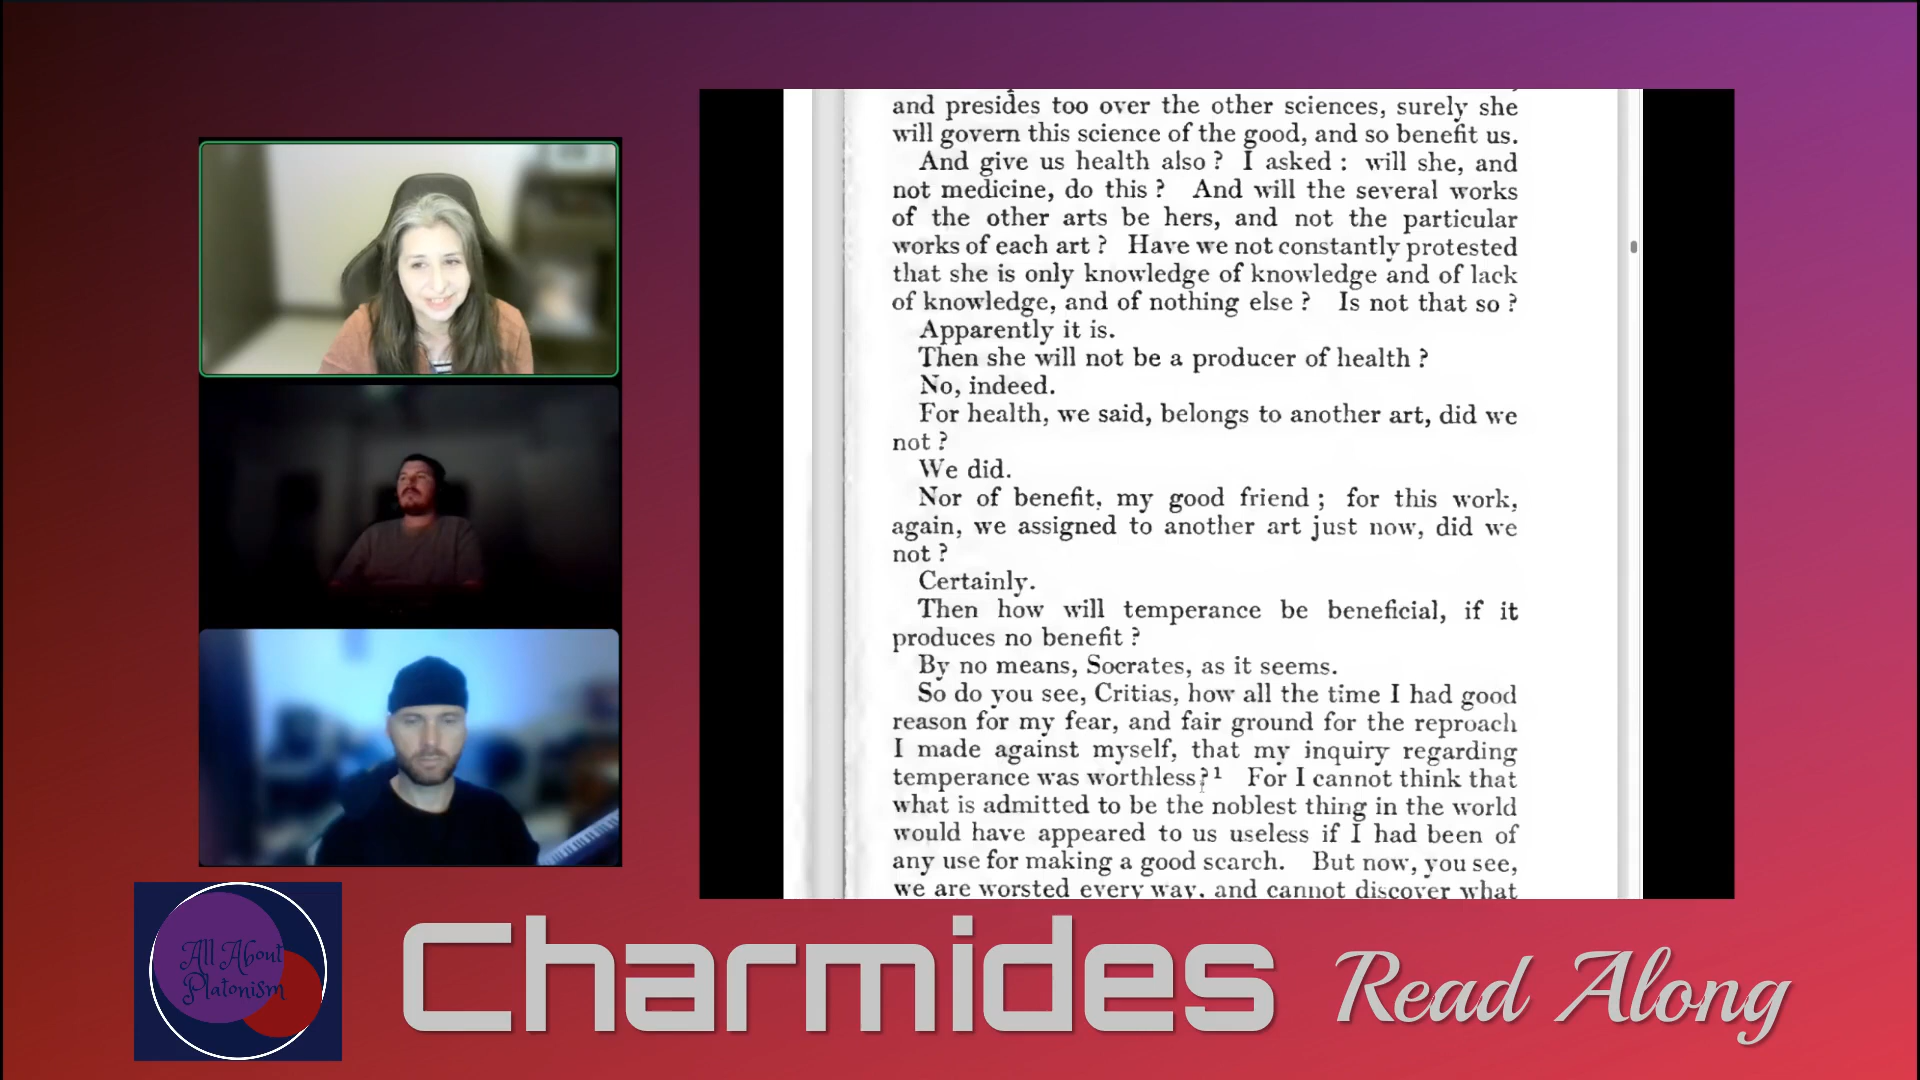 and presides too over the other sciences, surely she
will govern this science of the good, and so benefit us.
And give us health also ? I asked : will she, and
not medicine, do this ? And will the several works
of the other arts be hers, and not the particular
works of each art ? Have we not constantly protested
that she is only knowledge of knowledge and of lack
of knowledge, and of nothing else ? Is not that so ?
Apparently it is.
Then she will not be a producer of health ?
No, indeed.
For health, we said, belongs to another art, did we
not ?
We did.
Nor of benefit, my good friend ; for this work,
again, we assigned to another art just now, did we
not ?
Certainly.
Then how will temperance be beneficial, if it
produces no benefit ?
By no means, Socrates, as it seems.
So do you see, Critias, how all the time I had good
reason for my fear, and fair ground for the reproach
I made against myself, that my inquiry regarding
temperance was worthless ?¹ For I cannot think that
what is admitted to be the noblest thing in the world
would have appeared to us useless if I had been of
any use for making a good search. But now, you see,
we are worsted every way, and cannot discover what
All About
Platonism
Charmides Read Along